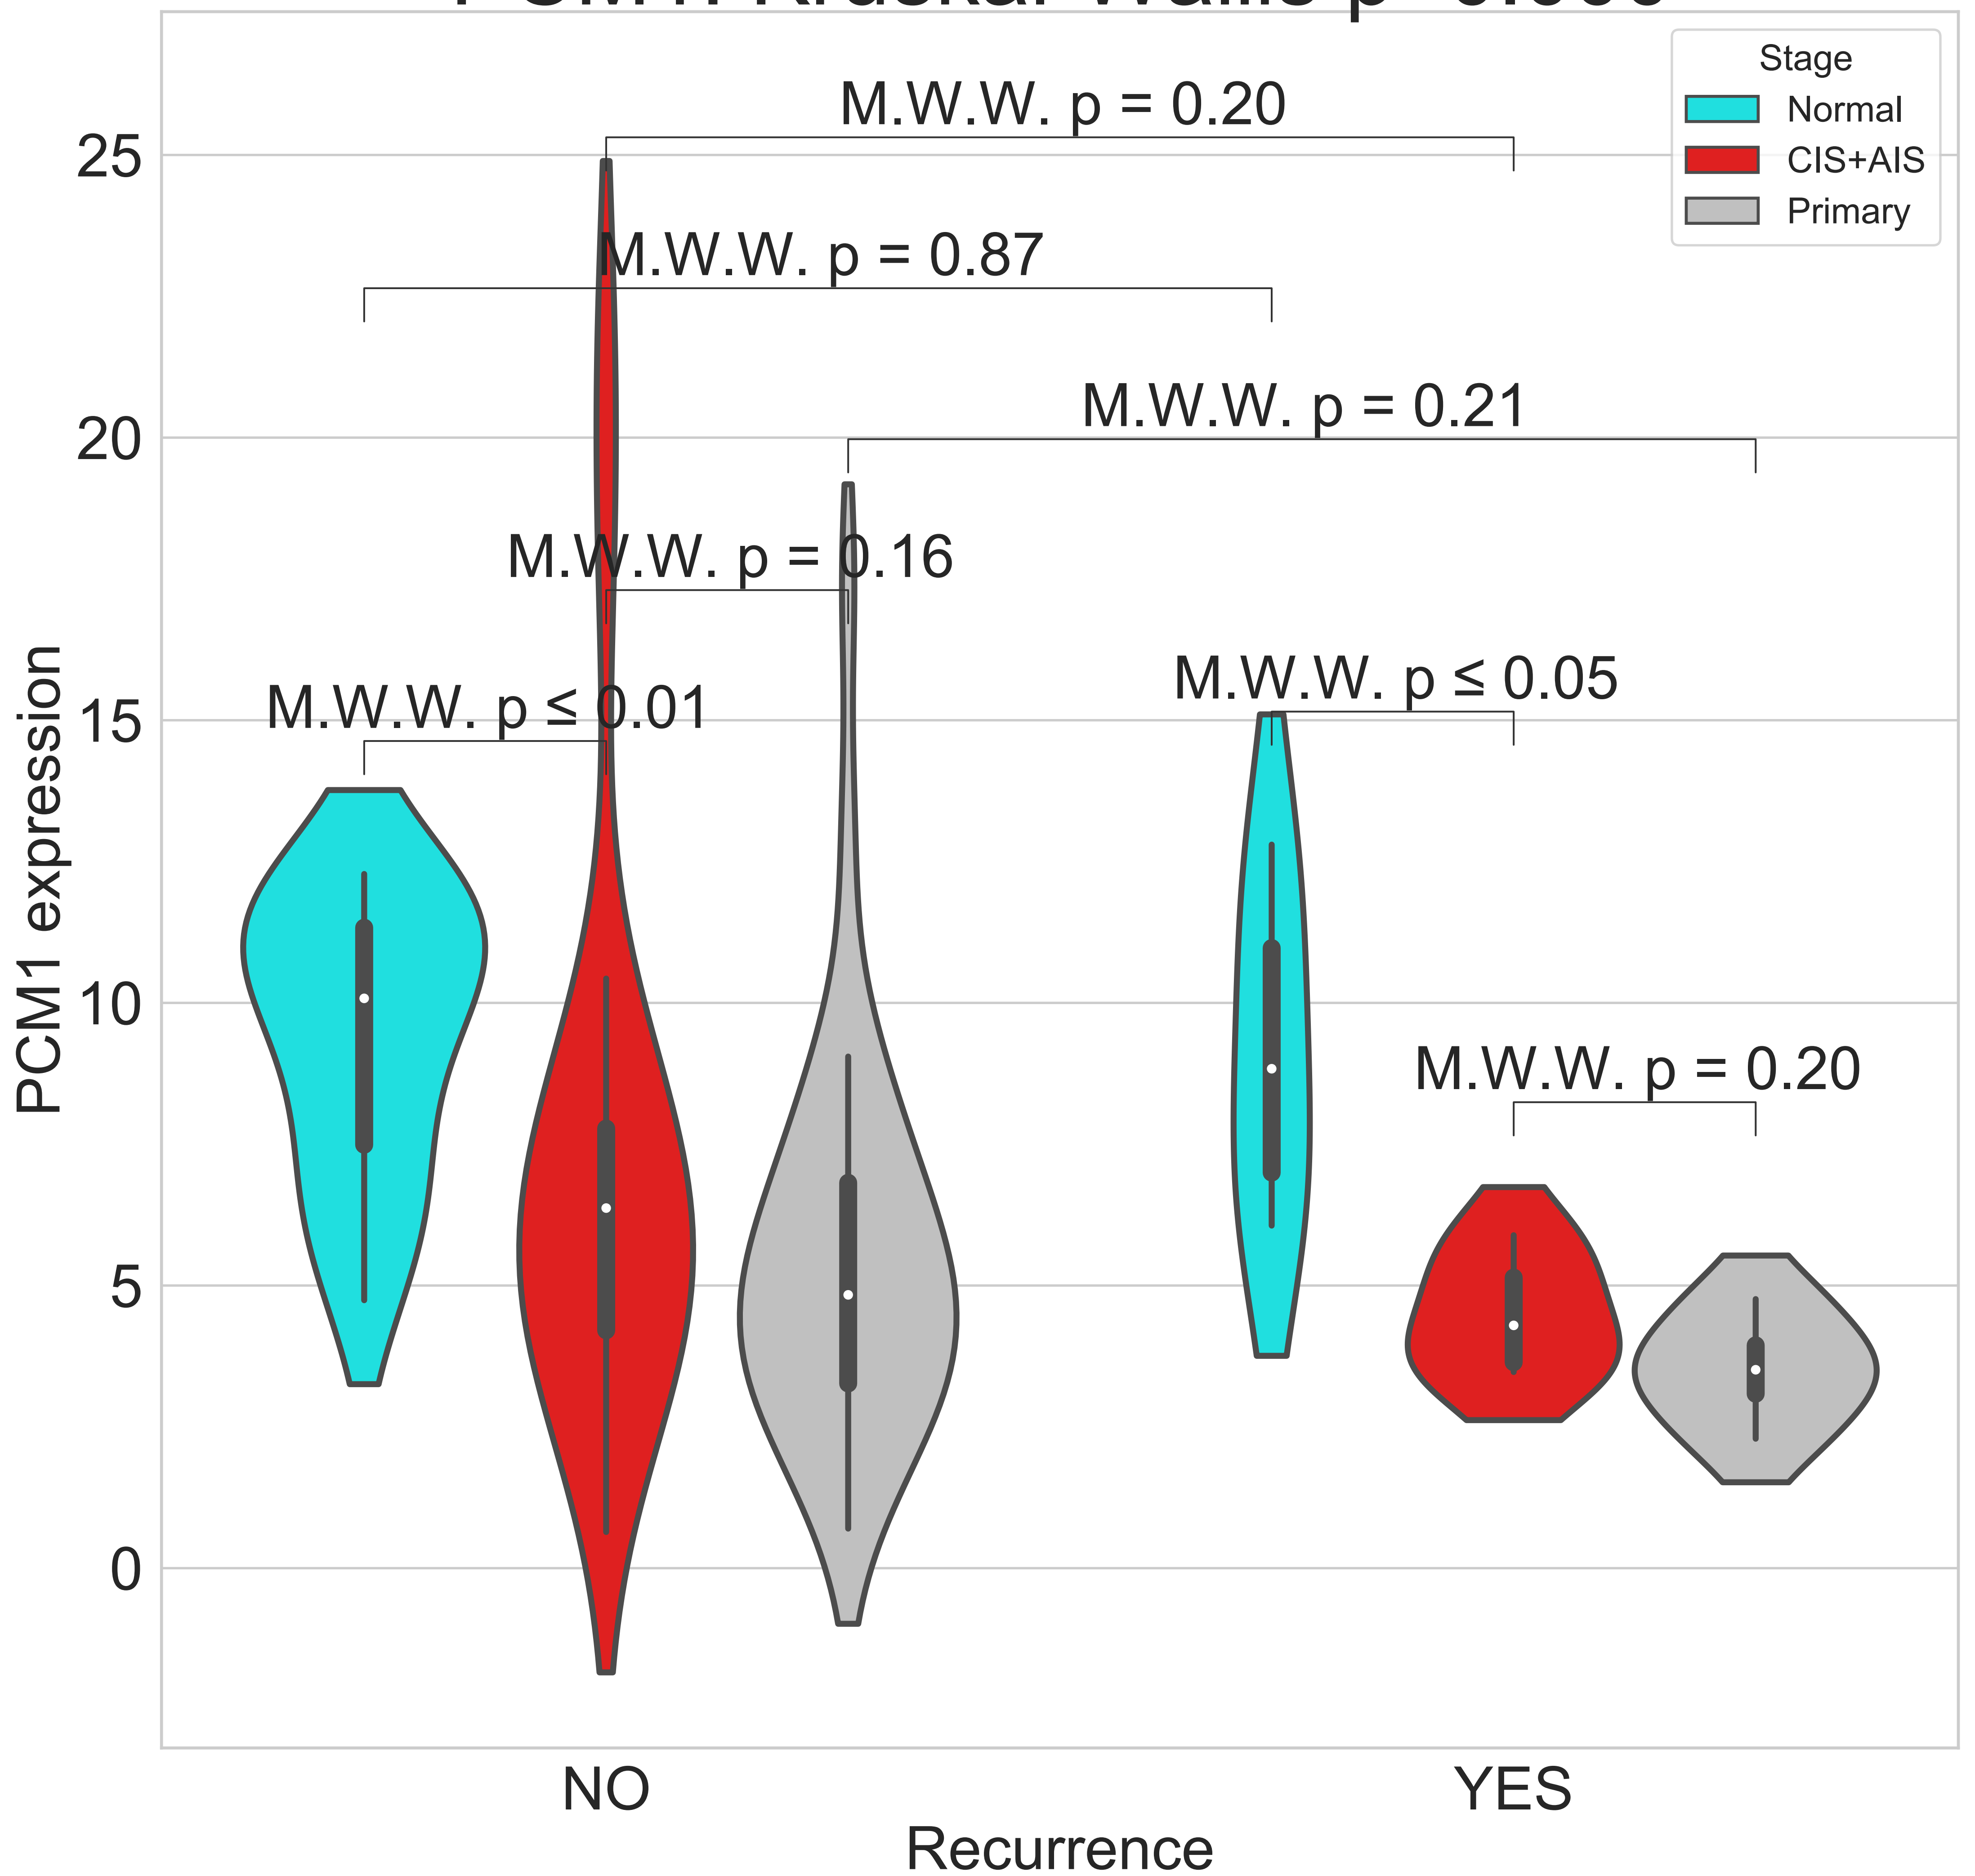 Stage
Normal
CIS+AIS
Primary
M.W.W. p = 0.20
M.W.W. p = 0.87
M.W.W. p = 0.21
M.W.W. p = 0.16
M.W.W. p ≤ 0.01
M.W.W. p ≤ 0.05
M.W.W. p = 0.20
PCM1 expression
25
20
15
10
5
0
NO
YES
Recurrence